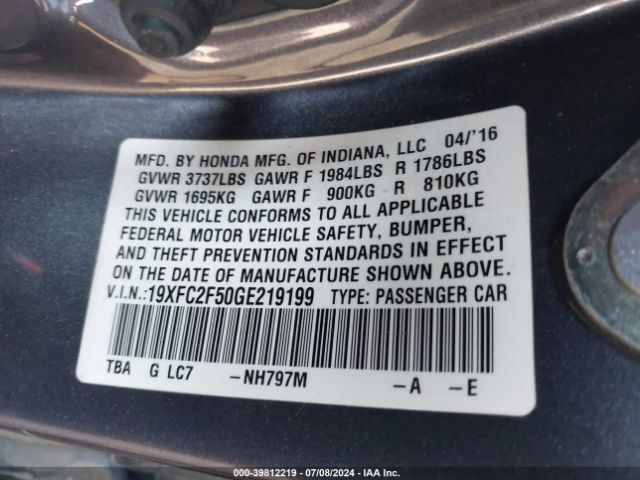 MFD. BY HONDA MFG. OF INDIANA, LLC 04/'16
GVWR 3737LBS GAWR F 1984LBS R 1786LBS
GVWR 1695KG GAWR F 900KG R 810KG
THIS VEHICLE CONFORMS TO ALL APPLICABLE
FEDERAL MOTOR VEHICLE SAFETY, BUMPER,
AND THEFT PREVENTION STANDARDS IN EFFECT
ON THE DATE OF MANUFACTURE SHOWN ABOVE.
V.I.N.:19XFC2F50GE219199 TYPE: PASSENGER CAR
TBA G LC7 -NH797M -A -E
(000-39812219 | 07/08/2024 - IAA Inc.